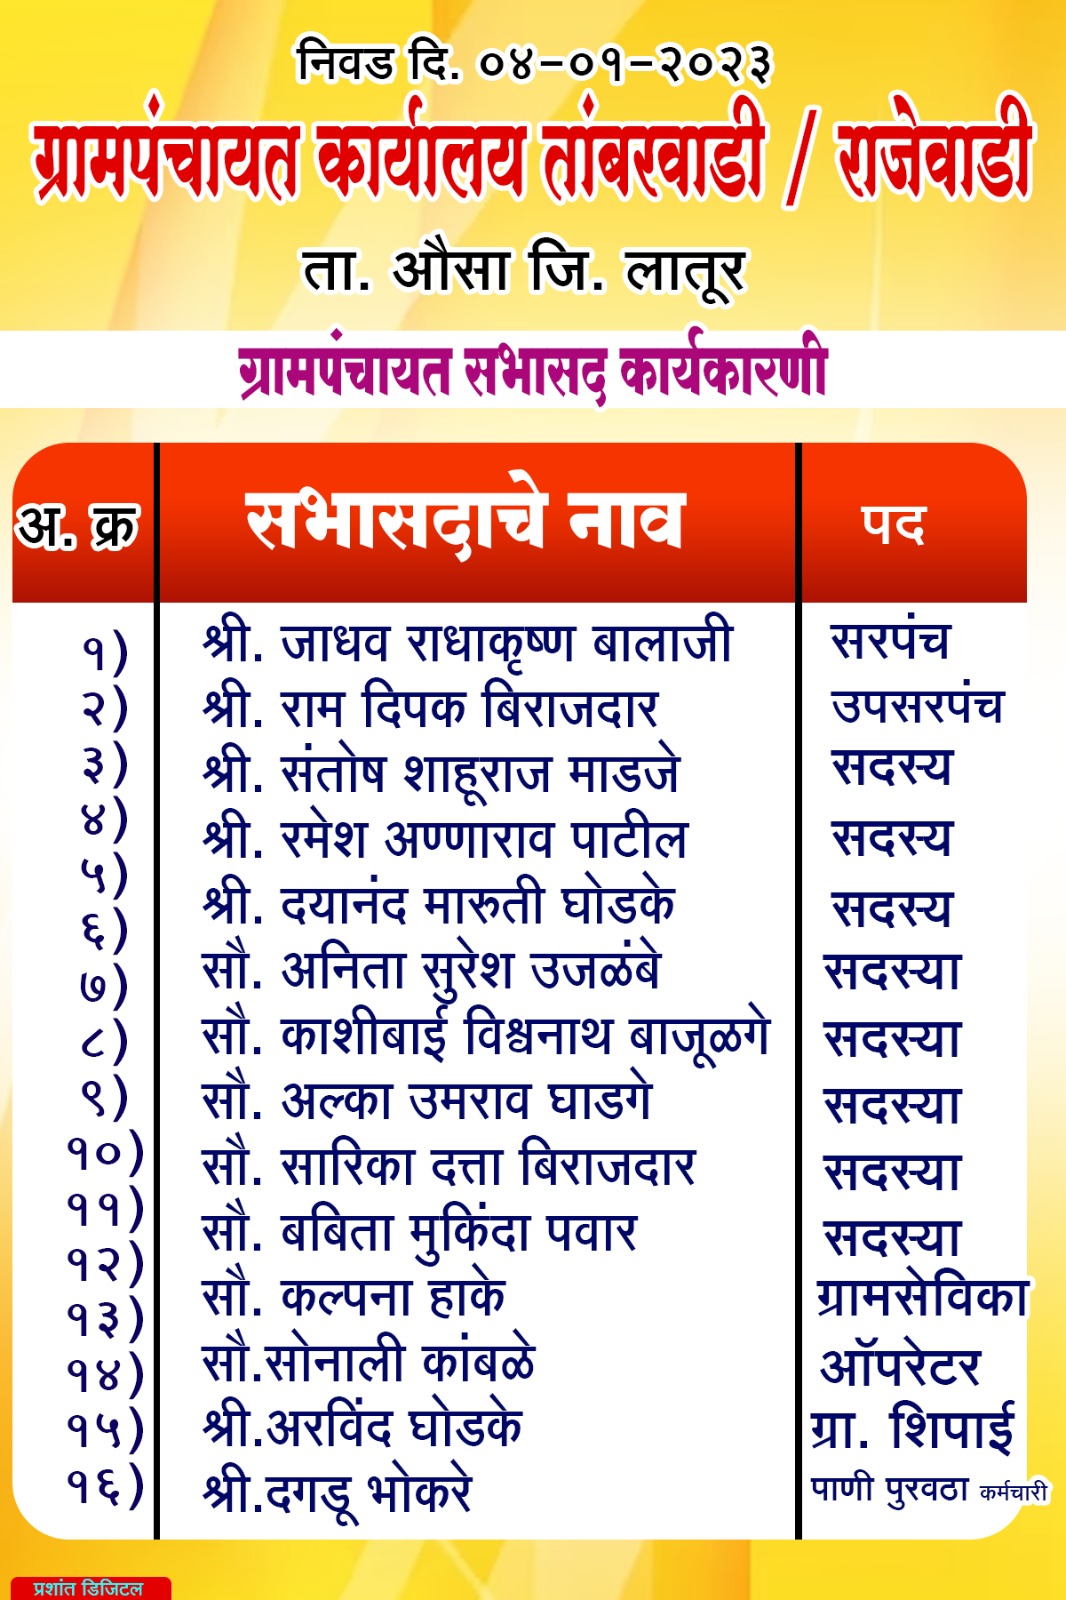 निवड दि. ०४-०१-२०२३
ग्रामपंचायत कार्यालय तांबरवाडी / राजेवाडी
ता. औसा जि. लातूर
ग्रामपंचायत सभासद कार्यकारणी
अ. क्र सभासदाचे नाव पद
१) श्री. जाधव राधाकृष्ण बालाजी सरपंच
२) श्री. राम दिपक बिराजदार उपसरपंच
३) श्री. संतोष शाहूराज माडजे सदस्य
४) श्री. रमेश अण्णाराव पाटील सदस्य
५) श्री. दयानंद मारुती घोडके सदस्य
६) सौ. अनिता सुरेश उजळंबे सदस्या
७) सौ. काशीबाई विश्वनाथ बाजूळगे सदस्या
८) सौ. अल्का उमराव घाडगे सदस्या
९) सौ. सारिका दत्ता बिराजदार सदस्या
१०) सौ. बबिता मुकिंदा पवार सदस्या
११) सौ. कल्पना हाके ग्रामसेविका
१२) सौ.सोनाली कांबळे ऑपरेटर
१३) श्री.अरविंद घोडके ग्रा. शिपाई
१४) श्री.दगडू भोकरे पाणी पुरवठा कर्मचारी
१५)
१६)
प्रशांत डिजिटल